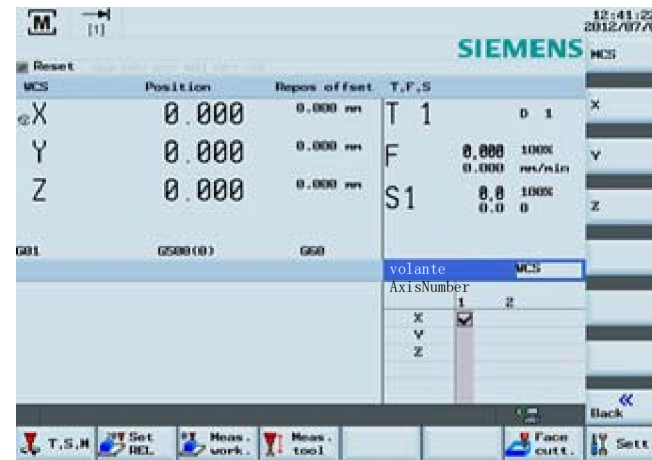 M
[1]
12:41:22
2012/07/0
SIEMENS
MCS
Reset
WCS Position Repos offset T,F,S
X 0.000 0.000 mm T 1 D 1
X
Y 0.000 0.000 mm F 0.000 100%
0.000 mm/min
Y
Z 0.000 0.000 mm S1 0.0 100%
0.0 0
Z
G01 G500(0) G60
volante WCS
AxisNumber
1 2
X
Y
Z
«
Back
T,S,M
Set
REL
Meas.
work.
Meas.
tool
Face
cutt.
Sett